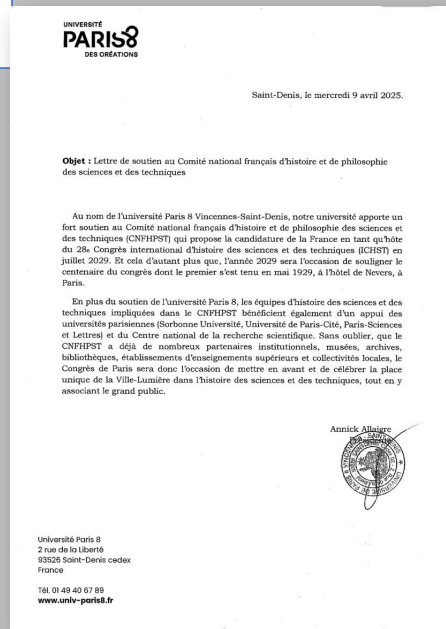 UNIVERSITÉ
PARIS8
DES CRÉATIONS
Saint-Denis, le mercredi 9 avril 2025.
Objet : Lettre de soutien au Comité national français d'histoire et de philosophie
des sciences et des techniques
Au nom de l'université Paris 8 Vincennes-Saint-Denis, notre université apporte un
fort soutien au Comité national français d'histoire et de philosophie des sciences et
des techniques (CNFHPST) qui propose la candidature de la France en tant qu'hôte
du 28e Congrès international d'histoire des sciences et des techniques (ICHST) en
juillet 2029. Et cela d'autant plus que, l'année 2029 sera l'occasion de souligner le
centenaire du congrès dont le premier s'est tenu en mai 1929, à l'hôtel de Nevers, à
Paris.
En plus du soutien de l'université Paris 8, les équipes d'histoire des sciences et des
techniques impliquées dans le CNFHPST bénéficient également d'un appui des
universités parisiennes (Sorbonne Université, Université de Paris-Cité, Paris-Sciences
et Lettres) et du Centre national de la recherche scientifique. Sans oublier, que le
CNFHPST a déjà de nombreux partenaires institutionnels, musées, archives,
bibliothèques, établissements d'enseignements supérieurs et collectivités locales, le
Congrès de Paris sera donc l'occasion de mettre en avant et de célébrer la place
unique de la Ville-Lumière dans l'histoire des sciences et des techniques, tout en y
associant le grand public.
Annick Allaigre
Université Paris 8
2 rue de la Liberté
93526 Saint-Denis cedex
France
Tél. 01 49 40 67 89
www.univ-paris8.fr